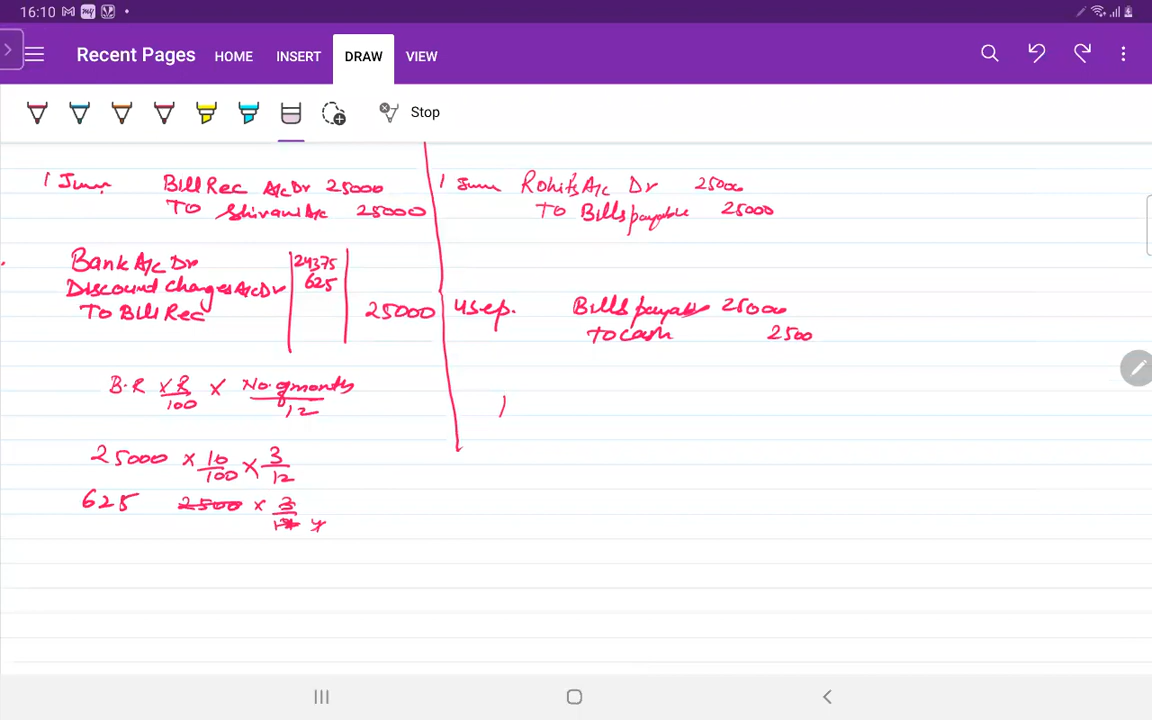 16:10
Recent Pages HOME INSERT DRAW VIEW
Stop
1 June Bill Rec A/c Dr 25000
To Shivani A/c 25000
Bank A/c Dr 24375
Discount Charges A/c Dr 625
To Bill Rec 25000
B.R x R/100 x No. of months/12
25000 x 10/100 x 3/12
625 2500 x 3/12 4
1 June Rohit's A/c Dr 25000
To Bills payable 25000
4 sep. Bills payable 25000
To cash 2500